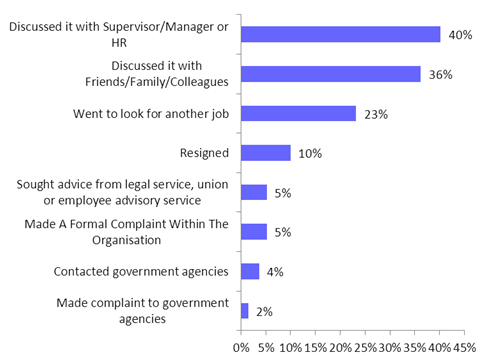 Discussed it with Supervisor/Manager or
HR
40%
Discussed it with
Friends/Family/Colleagues
36%
Went to look for another job
23%
Resigned
10%
Sought advice from legal service, union
or employee advisory service
5%
Made A Formal Complaint Within The
Organisation
5%
Contacted government agencies
4%
Made complaint to government
agencies
2%
0% 5% 10% 15% 20% 25% 30% 35% 40% 45%